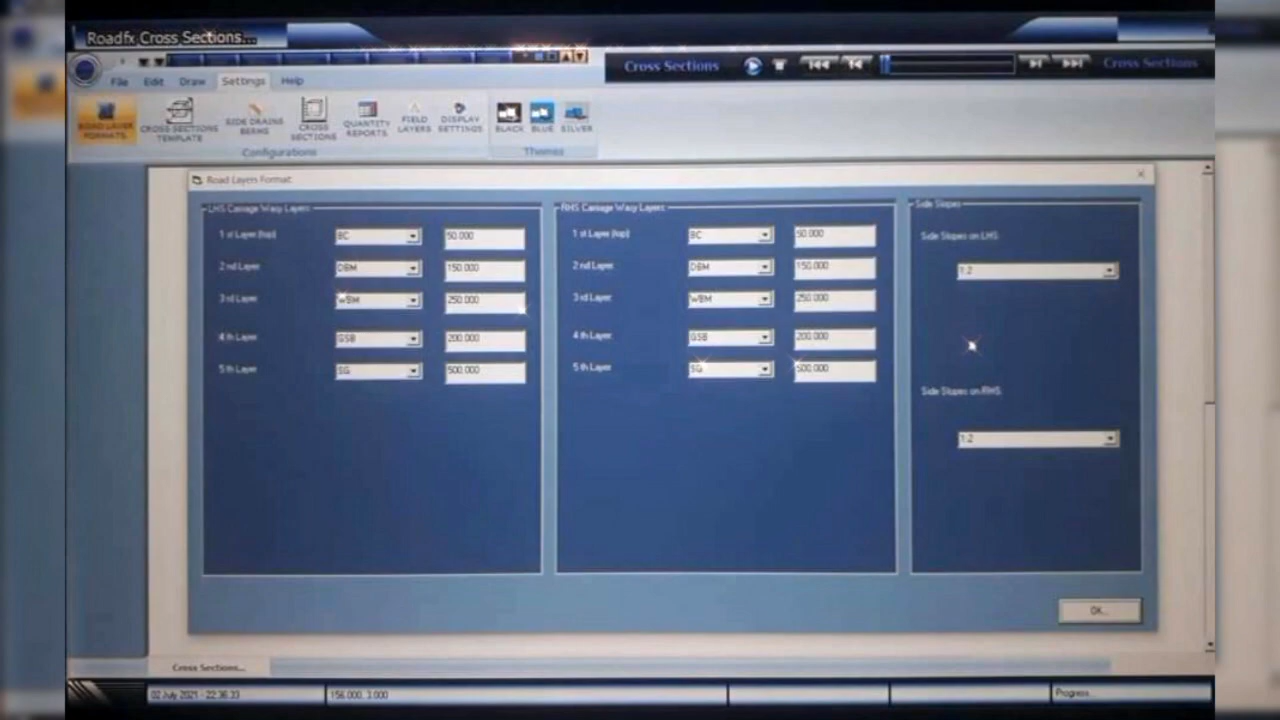 Roadfx Cross Sections...
Cross Sections
Cross Sections
File Edit Draw Settings Help
ROAD LAYER FORMATS
CROSS SECTIONS TEMPLATE
SIDE DRAINS BERMS
CROSS SECTIONS
QUANTITY REPORTS
FIELD LAYERS
DISPLAY SETTINGS
BLACK BLUE SILVER
Configurations
Themes
Road Layers Format
LHS Carriage Wasy Layers
1 st Layer (top) BC 50.000
2 nd Layer DBM 150.000
3 rd Layer WBM 250.000
4 th Layer GSB 200.000
5 th Layer SG 500.000
RHS Carriage Wasy Layers
1 st Layer (top) BC 50.000
2 nd Layer DBM 150.000
3 rd Layer WBM 250.000
4 th Layer GSB 200.000
5 th Layer SG 500.000
Side Slopes
Side Slopes on LHS
1:2
Side Slopes on RHS
1:2
OK...
Cross Sections...
02 July 2021 - 22:36:33
156.000, 3.000
Progress..